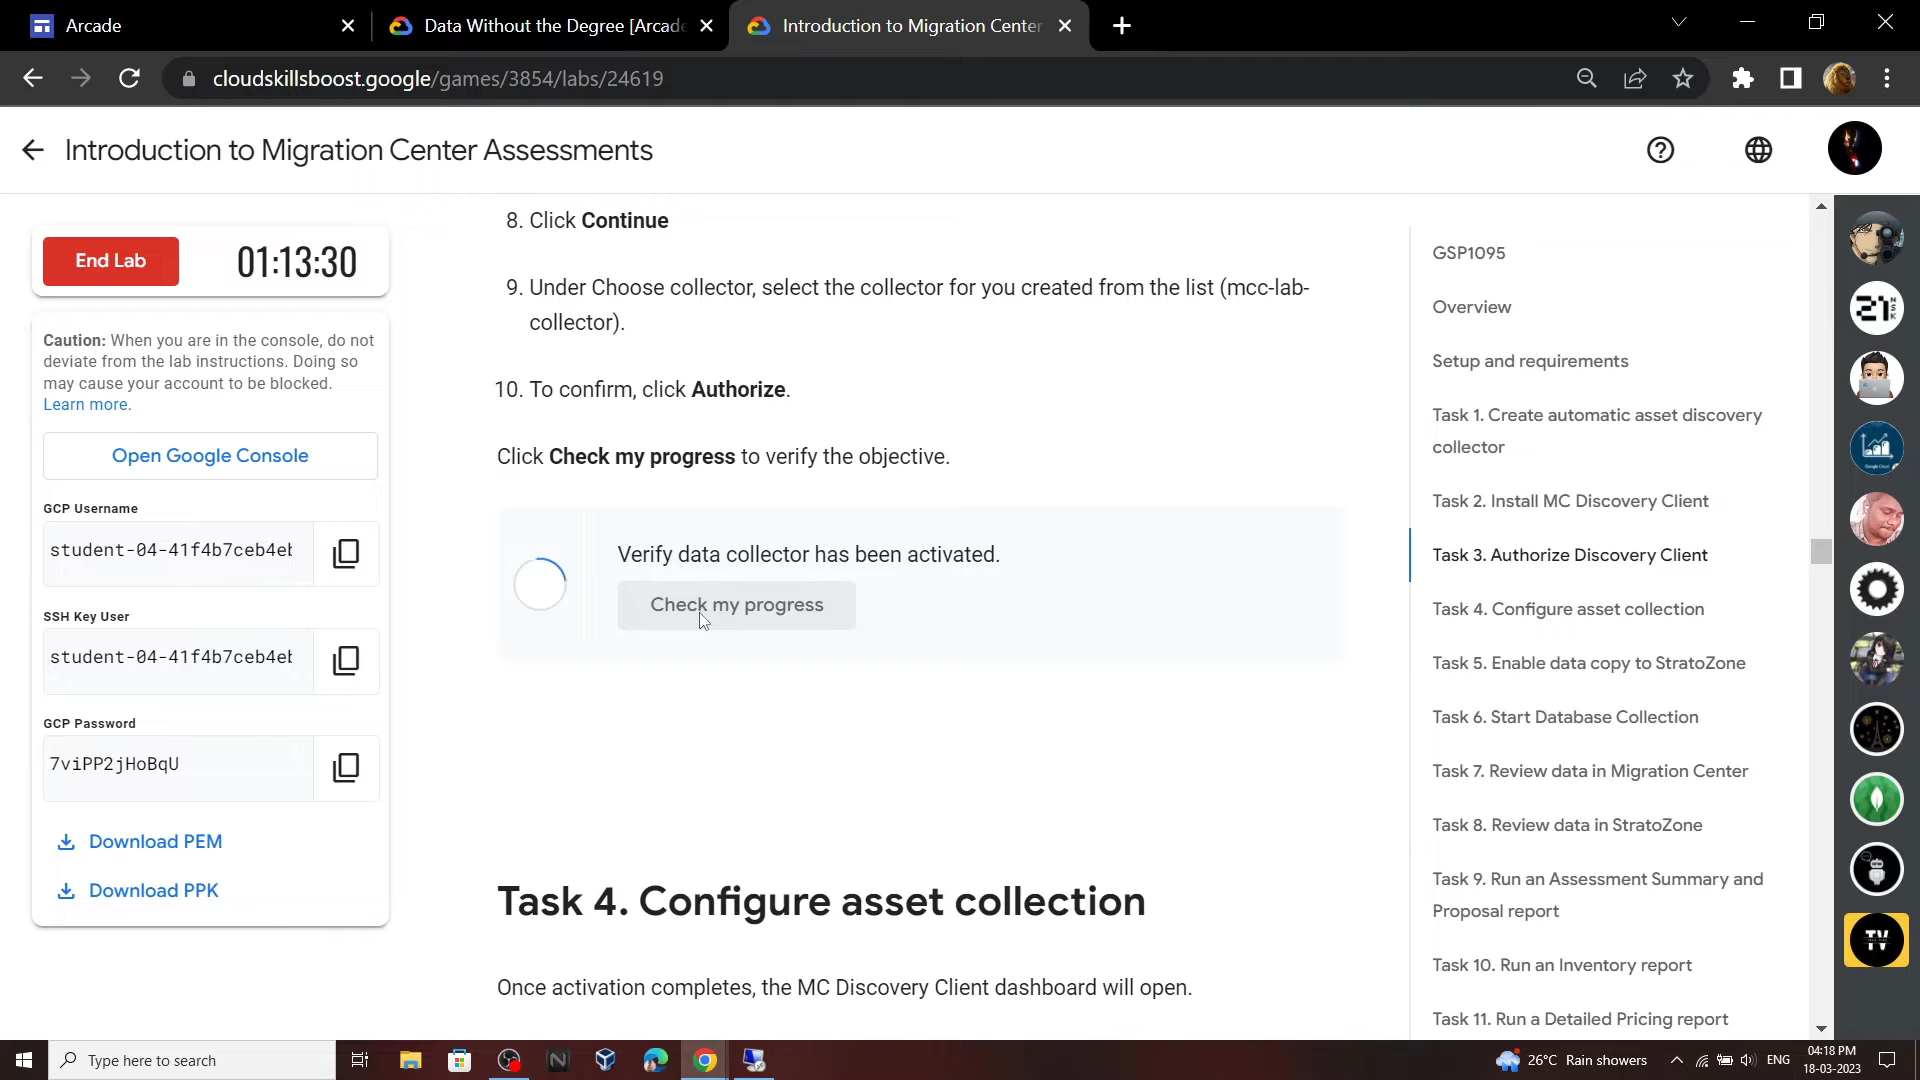 Arcade
Data Without the Degree [Arcade
Introduction to Migration Center
cloudskillsboost.google/games/3854/labs/24619
Introduction to Migration Center Assessments
End Lab
01:13:30
Caution: When you are in the console, do not
deviate from the lab instructions. Doing so
may cause your account to be blocked.
Learn more.
Open Google Console
GCP Username
student-04-41f4b7ceb4eb
SSH Key User
student-04-41f4b7ceb4eb
GCP Password
7viPP2jHoBqU
Download PEM
Download PPK
8. Click Continue
9. Under Choose collector, select the collector for you created from the list (mcc-lab-
collector).
10. To confirm, click Authorize.
Click Check my progress to verify the objective.
Verify data collector has been activated.
Check my progress
Task 4. Configure asset collection
Once activation completes, the MC Discovery Client dashboard will open.
GSP1095
Overview
Setup and requirements
Task 1. Create automatic asset discovery
collector
Task 2. Install MC Discovery Client
Task 3. Authorize Discovery Client
Task 4. Configure asset collection
Task 5. Enable data copy to StratoZone
Task 6. Start Database Collection
Task 7. Review data in Migration Center
Task 8. Review data in StratoZone
Task 9. Run an Assessment Summary and
Proposal report
Task 10. Run an Inventory report
Task 11. Run a Detailed Pricing report
21
NSK
TV
Type here to search
26°C Rain showers
ENG
04:18 PM
18-03-2023